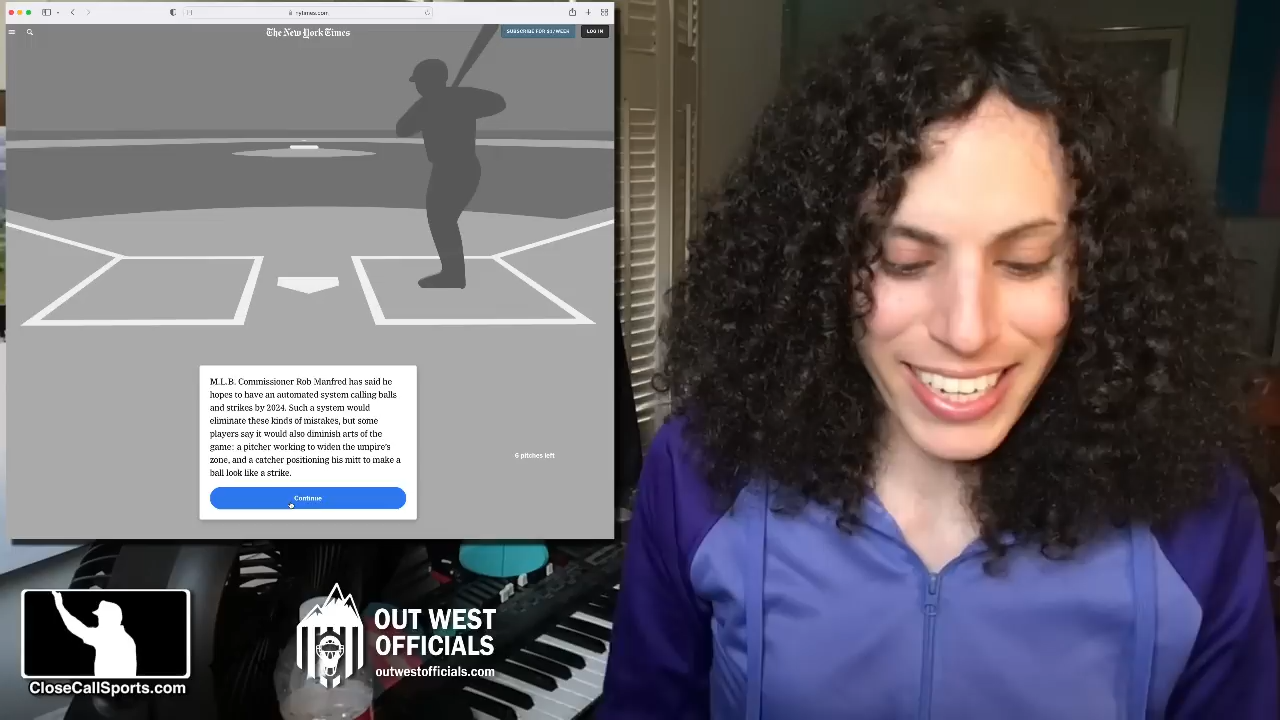 nytimes.com
The New York Times
SUBSCRIBE FOR $1/WEEK
LOG IN
M.L.B. Commissioner Rob Manfred has said he
hopes to have an automated system calling balls
and strikes by 2024. Such a system would
eliminate these kinds of mistakes, but some
players say it would also diminish arts of the
game: a pitcher working to widen the umpire's
zone, and a catcher positioning his mitt to make a
ball look like a strike.
6 pitches left
Continue
CloseCallSports.com
OUT WEST
OFFICIALS
outwestofficials.com